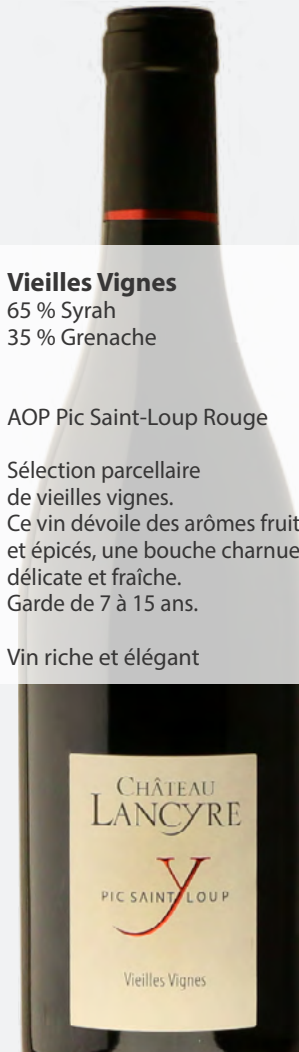 Vieilles Vignes
65 % Syrah
35 % Grenache
AOP Pic Saint-Loup Rouge
Sélection parcellaire
de vieilles vignes.
Ce vin dévoile des arômes fruit
et épicés, une bouche charnue
délicate et fraîche.
Garde de 7 à 15 ans.
Vin riche et élégant
CHÂTEAU
LANCYRE
y
PIC SAINT LOUP
Vieilles Vignes